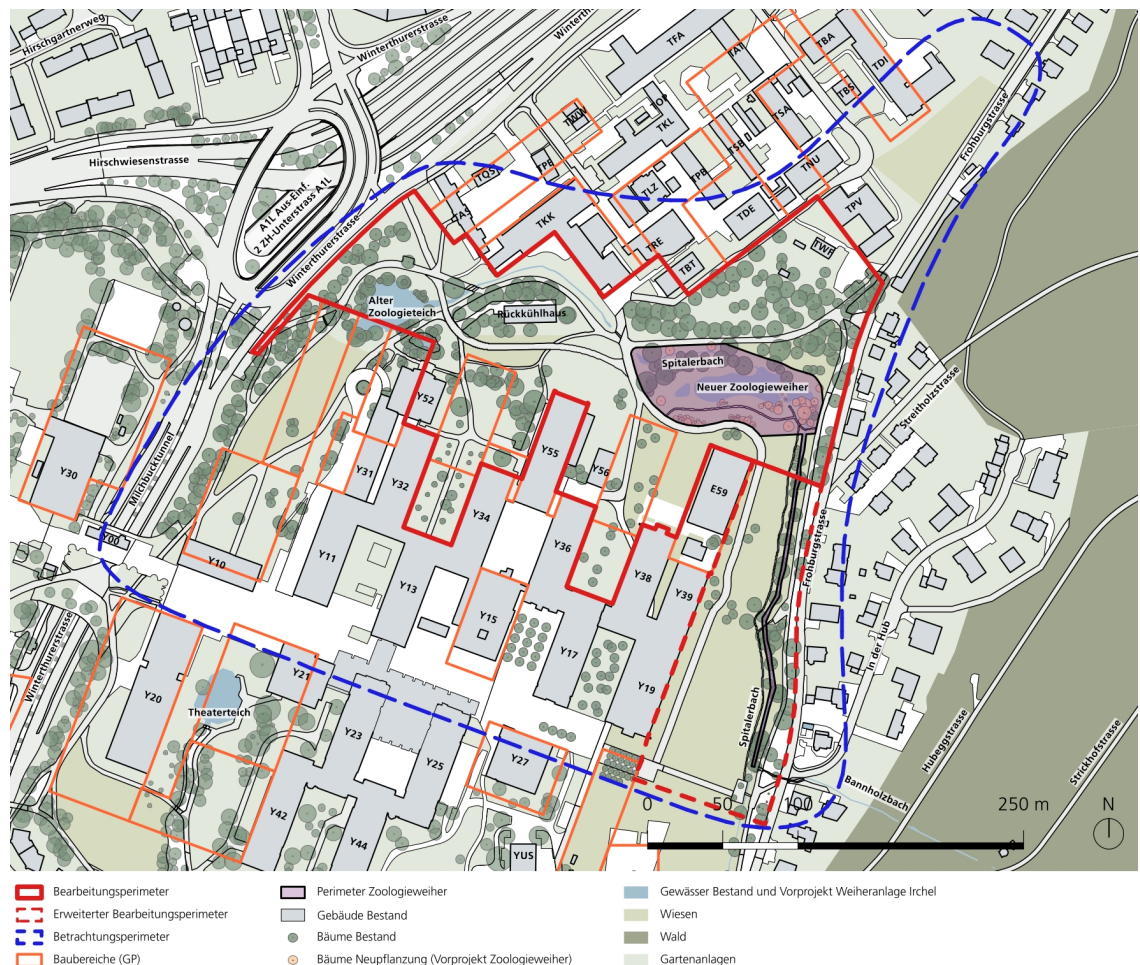 Hirschgartnerweg
Winterthurerstrasse
Winterthu
TFA
TAT
TBA
TDI
TBS
TOP
TSA
TWW
TKL
TSB
Hirschwiesenstrasse
TPB
TQS
TNU
TPB
TLZ
Frohburgstrasse
A1L Aus-Einf.
2 ZH-Unterstrass A1L
TAS
TKK
TDE
TPV
TRE
TWF
TBT
Winterthurerstrasse
Alter
Zoologieteich
Rückkühlhaus
Spitalerbach
Neuer Zoologieweiher
Y52
Streitholzstrasse
Milchbucktunnel
Y30
Y31
Y32
Y55
Y56
E59
Y34
Y00
Y10
Y11
Y13
Y36
Y38
Y39
Frohburgstrasse
Y15
In der Hub
Winterthurerstrasse
Y20
Y21
Y17
Y19
Theaterteich
Y23
Y25
Y27
Spitalerbach
Hubeggstrasse
Strickhofstrasse
Bannholzbach
Y42
Y44
YUS
0 50 100 250 m
N
Bearbeitungsperimeter
Erweiterter Bearbeitungsperimeter
Betrachtungsperimeter
Baubereiche (GP)
Perimeter Zoologieweiher
Gebäude Bestand
Bäume Bestand
Bäume Neupflanzung (Vorprojekt Zoologieweiher)
Gewässer Bestand und Vorprojekt Weiheranlage Irchel
Wiesen
Wald
Gartenanlagen